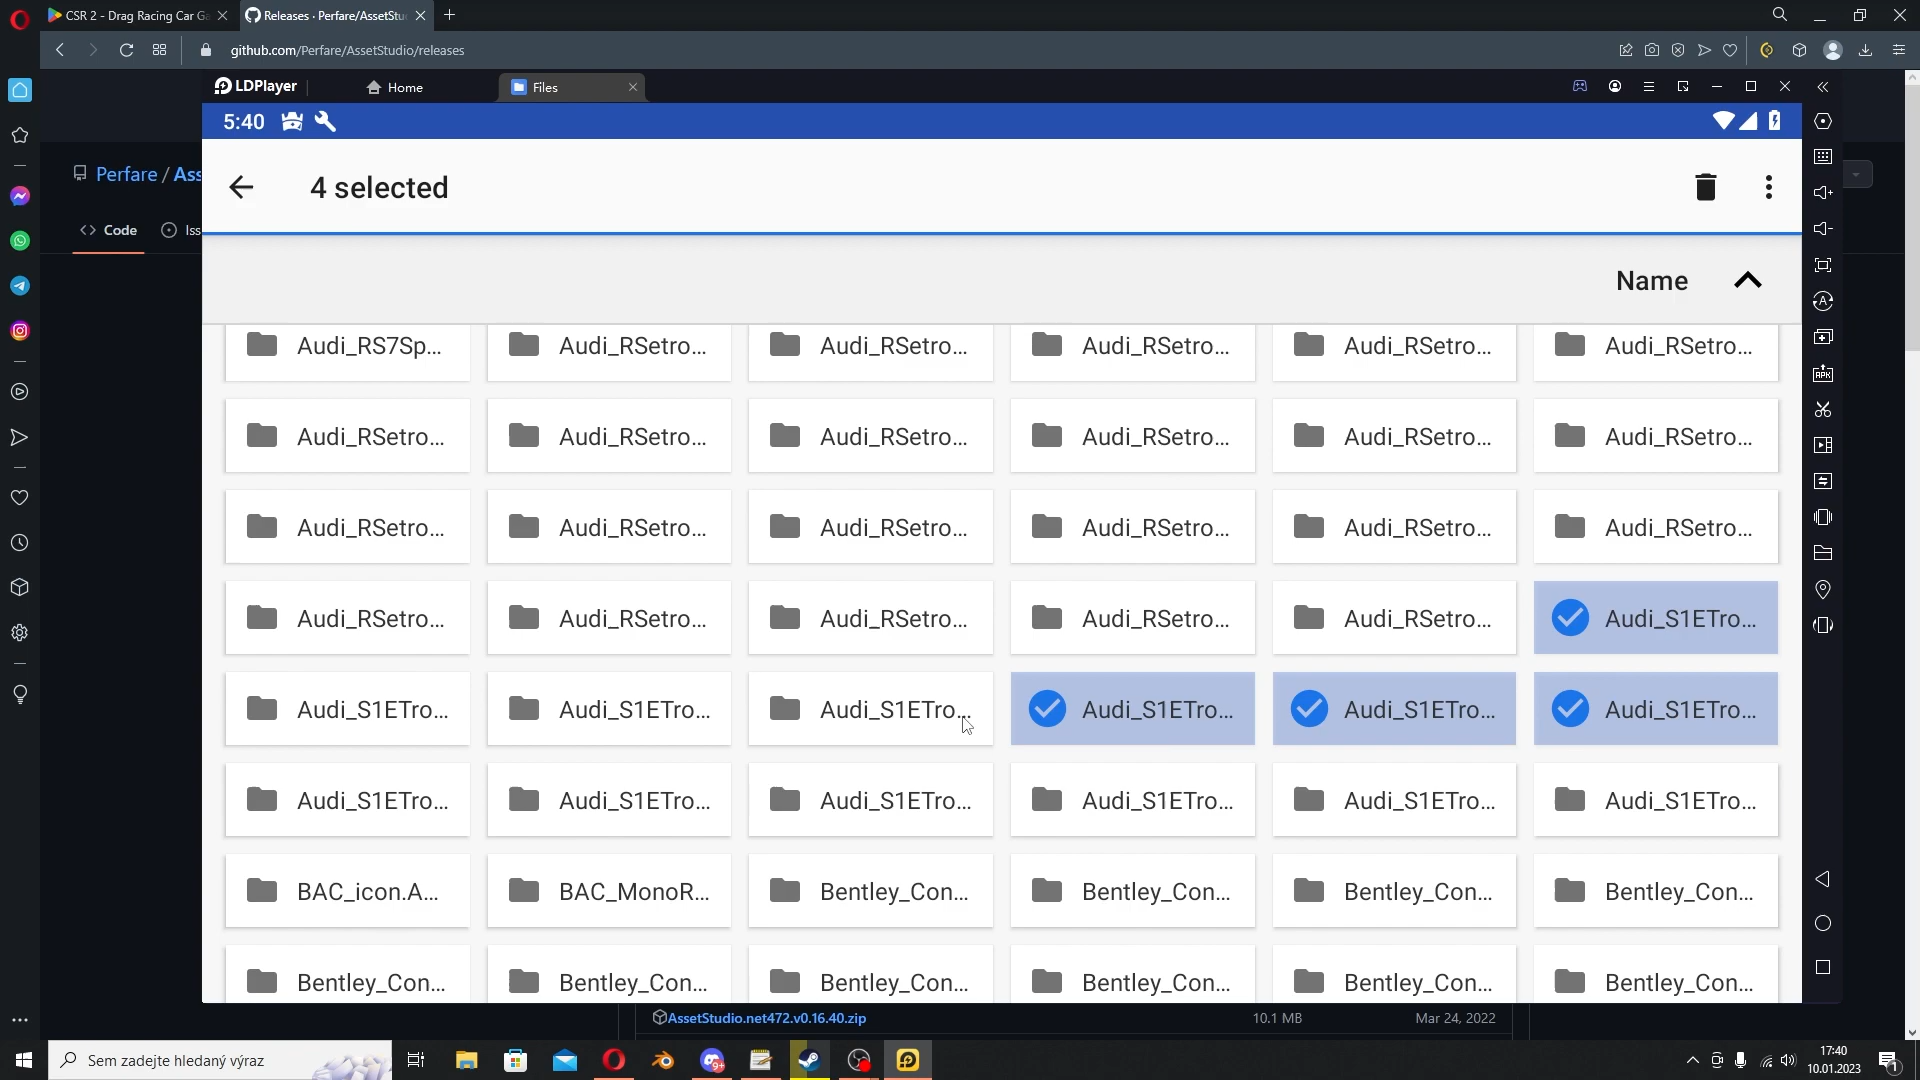 CSR 2 - Drag Racing Car Ga
Releases · Perfare/AssetStu
github.com/Perfare/AssetStudio/releases
LDPlayer
Home
Files
5:40
Perfare / Ass
4 selected
Code
Iss
Name
Audi_RS7Sp... Audi_RSetro... Audi_RSetro... Audi_RSetro... Audi_RSetro... Audi_RSetro...
Audi_RSetro... Audi_RSetro... Audi_RSetro... Audi_RSetro... Audi_RSetro... Audi_RSetro...
Audi_RSetro... Audi_RSetro... Audi_RSetro... Audi_RSetro... Audi_RSetro... Audi_RSetro...
Audi_RSetro... Audi_RSetro... Audi_RSetro... Audi_RSetro... Audi_RSetro... Audi_S1ETro...
Audi_S1ETro... Audi_S1ETro... Audi_S1ETro... Audi_S1ETro... Audi_S1ETro... Audi_S1ETro...
Audi_S1ETro... Audi_S1ETro... Audi_S1ETro... Audi_S1ETro... Audi_S1ETro... Audi_S1ETro...
BAC_icon.A... BAC_MonoR... Bentley_Con... Bentley_Con... Bentley_Con... Bentley_Con...
Bentley_Con... Bentley_Con... Bentley_Con... Bentley_Con... Bentley_Con... Bentley_Con...
AssetStudio.net472.v0.16.40.zip 10.1 MB Mar 24, 2022
Sem zadejte hledaný výraz
9+
17:40
10.01.2023
1
APK